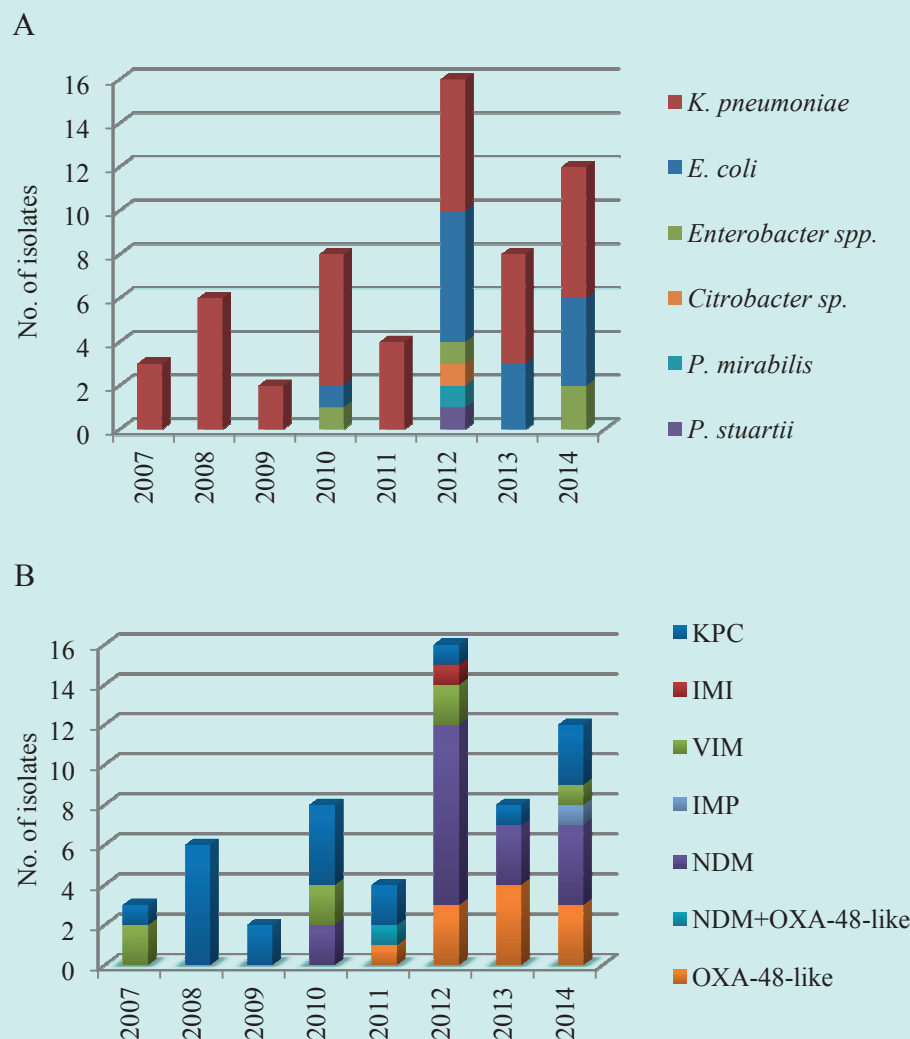 A
16
14
12
10
8
6
4
2
0
No. of isolates
2007
2008
2009
2010
2011
2012
2013
2014
K. pneumoniae
E. coli
Enterobacter spp.
Citrobacter sp.
P. mirabilis
P. stuartii
B
16
14
12
10
8
6
4
2
0
No. of isolates
2007
2008
2009
2010
2011
2012
2013
2014
KPC
IMI
VIM
IMP
NDM
NDM+OXA-48-like
OXA-48-like